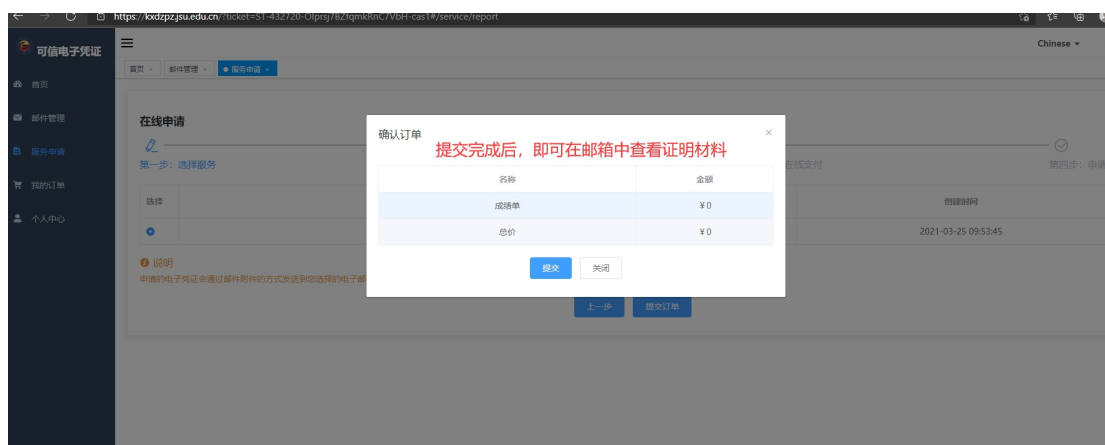 https://kxdzpz.jsu.edu.cn/?ticket=ST-432720-Olprsj7BZfqmkRnC7VbH-cas1#/service/report
可信电子凭证
Chinese
首页 邮件管理 服务申请
首页
邮件管理
服务申请
我的订单
个人中心
在线申请
第一步：选择服务
在线支付
第四步：申请
选择
创建时间
2021-03-25 09:53:45
说明
申请的电子凭证会通过邮件附件的方式发送到您选择的电子邮
上一步 提交订单
确认订单
提交完成后，即可在邮箱中查看证明材料
名称 金额
成绩单 ¥ 0
总价 ¥ 0
提交 关闭